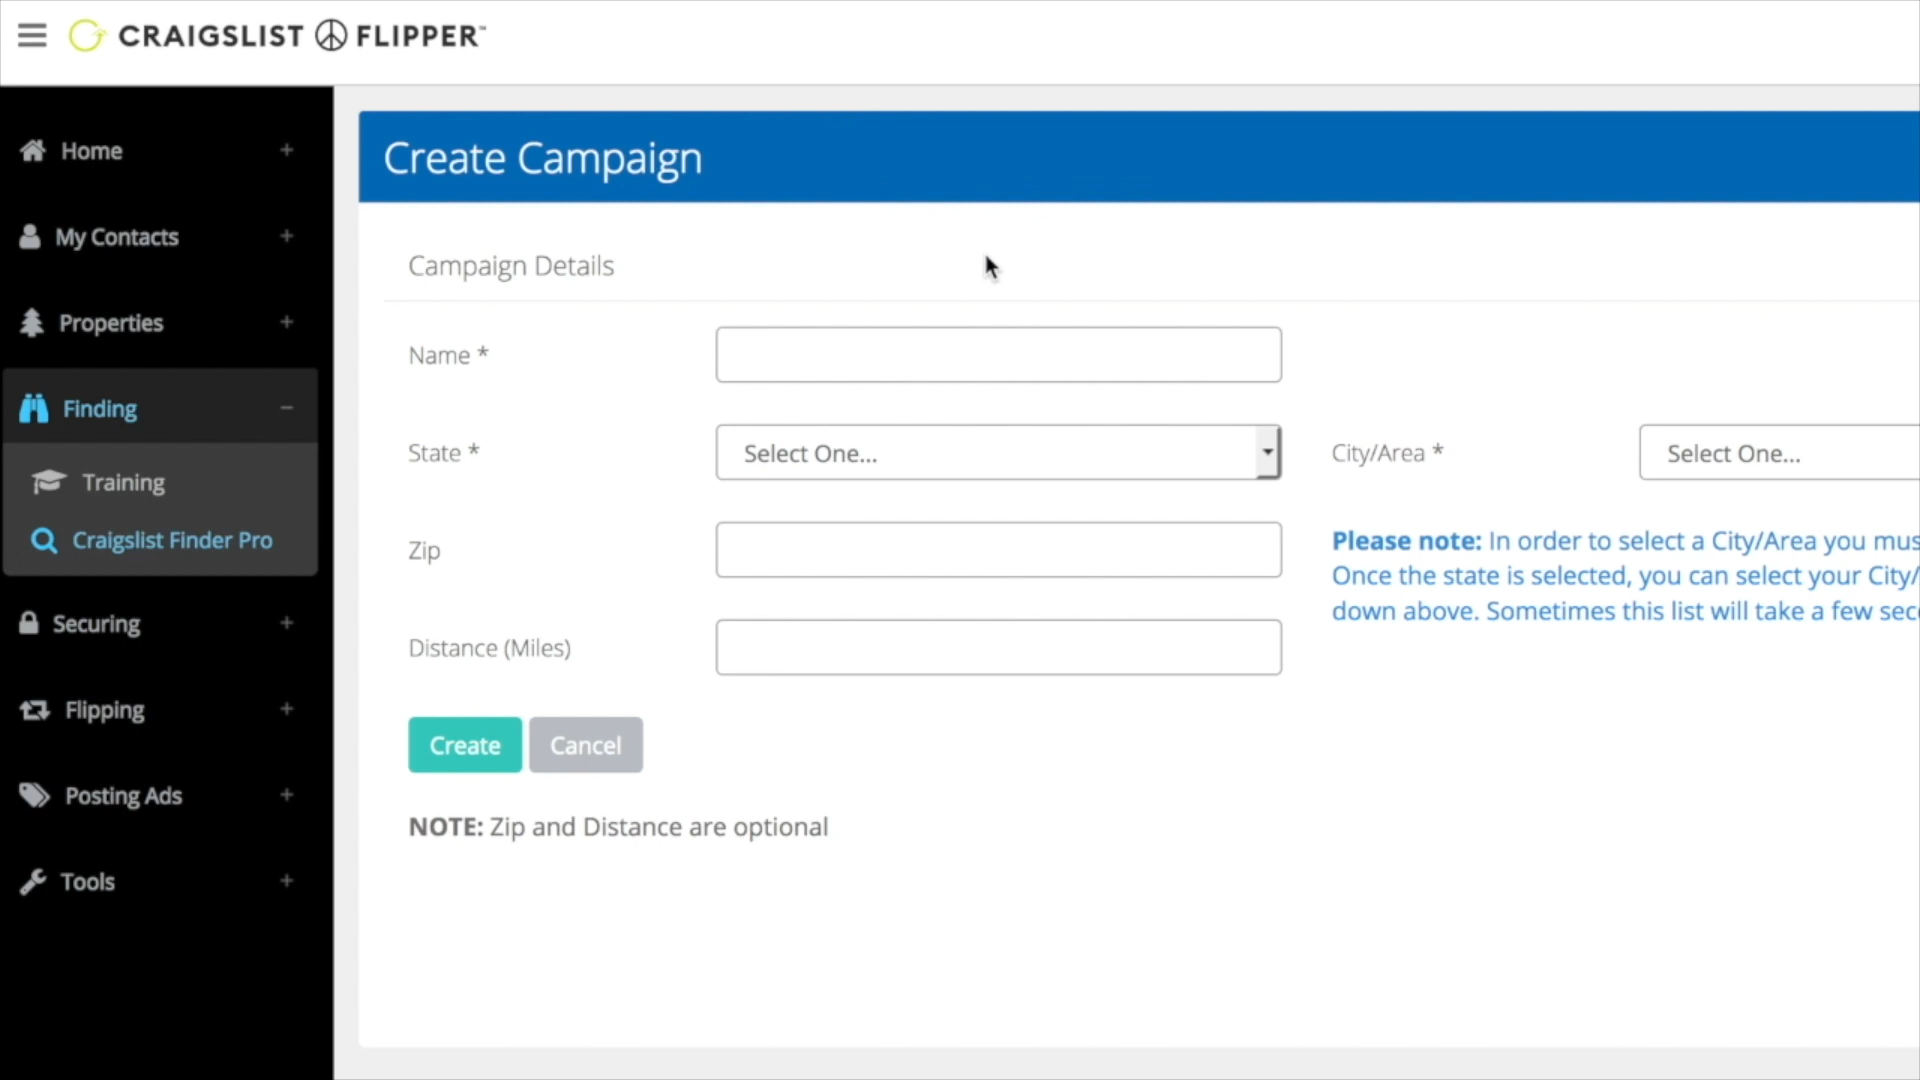 CRAIGSLIST FLIPPER™
Home
My Contacts
Properties
Finding
Training
Craigslist Finder Pro
Securing
Flipping
Posting Ads
Tools
Create Campaign
Campaign Details
Name *
State *
Select One...
City/Area *
Select One...
Zip
Please note: In order to select a City/Area you
Once the state is selected, you can select your City/
down above. Sometimes this list will take a few
Distance (Miles)
Create
Cancel
NOTE: Zip and Distance are optional